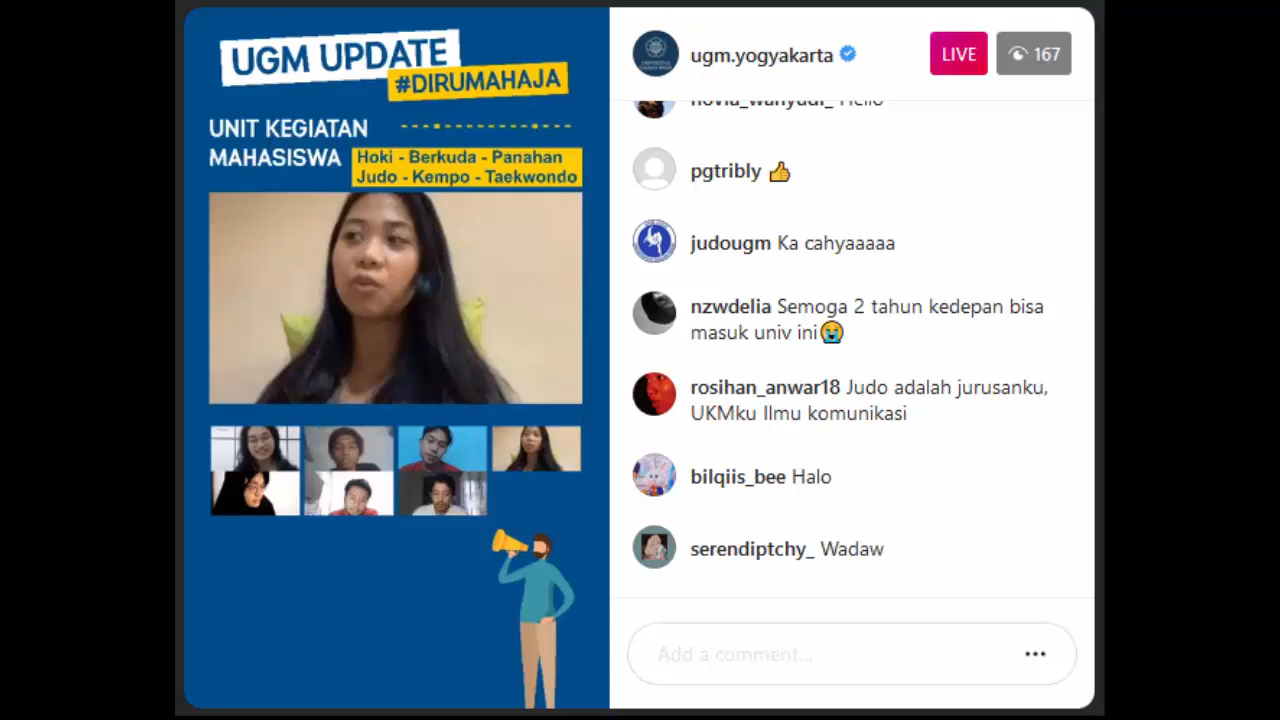 UGM UPDATE
#DIRUMAHAJA
UNIT KEGIATAN
MAHASISWA
Hoki - Berkuda - Panahan
Judo - Kempo - Taekwondo
ugm.yogyakarta
LIVE
167
novia_wahyudi_ Hello
pgtribly 👍
judougm Ka cahyaaaaa
nzwdelia Semoga 2 tahun kedepan bisa
masuk univ ini😭
rosihan_anwar18 Judo adalah jurusanku,
UKMku Ilmu komunikasi
bilqiis_bee Halo
serendiptchy_ Wadaw
Add a comment...